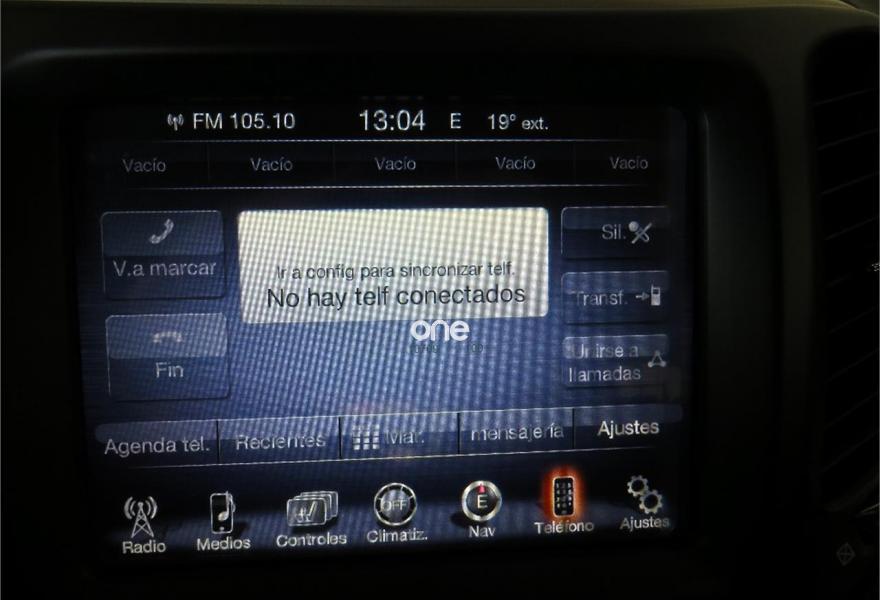 FM 105.10 13:04 E 19° ext.
Vacío Vacío Vacío Vacío Vacío
V.a marcar
Ir a config para sincronizar telf.
No hay telf conectados
Sil.
Transf.
one
Fin
Unirse a
llamadas
Agenda tel. Recientes Mar. mensajería Ajustes
OFF E
Radio Medios Controles Climatiz. Nav Teléfono Ajustes